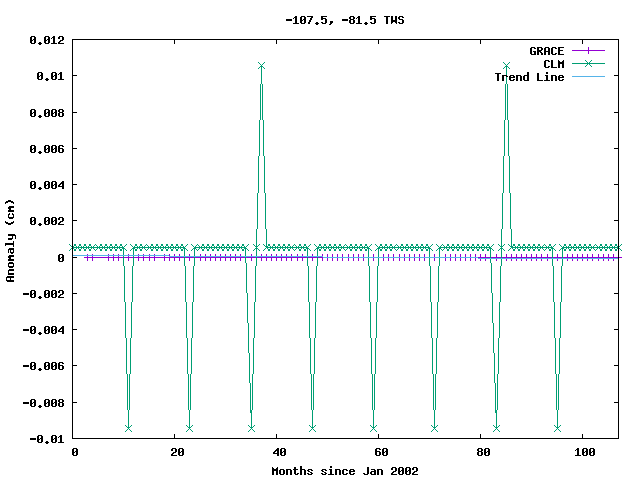 -107.5, -81.5 TWS
GRACE
CLM
Trend Line
0.012
0.01
0.008
0.006
0.004
0.002
0
-0.002
-0.004
-0.006
-0.008
-0.01
Anomaly (cm)
0 20 40 60 80 100
Months since Jan 2002